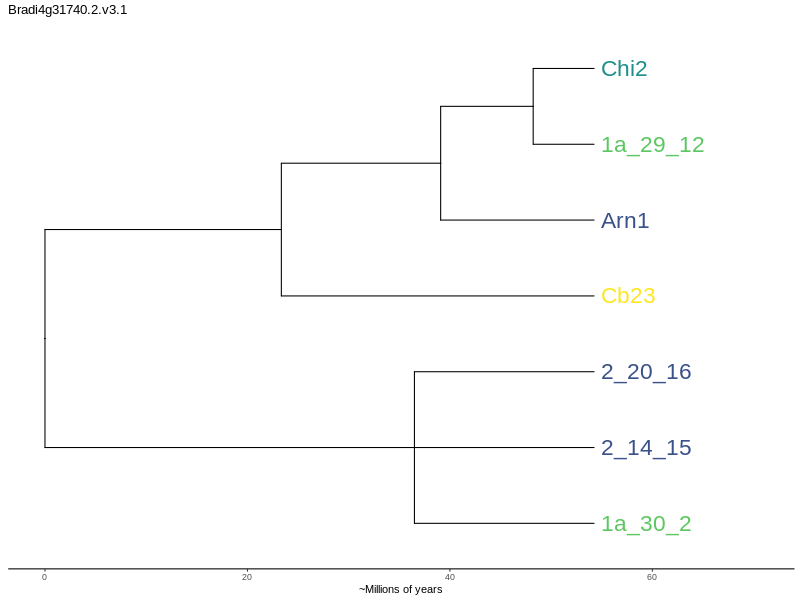 Bradi4g31740.2.v3.1
Chi2
1a_29_12
Arn1
Cb23
2_20_16
2_14_15
1a_30_2
0 20 40 60
~Millions of years